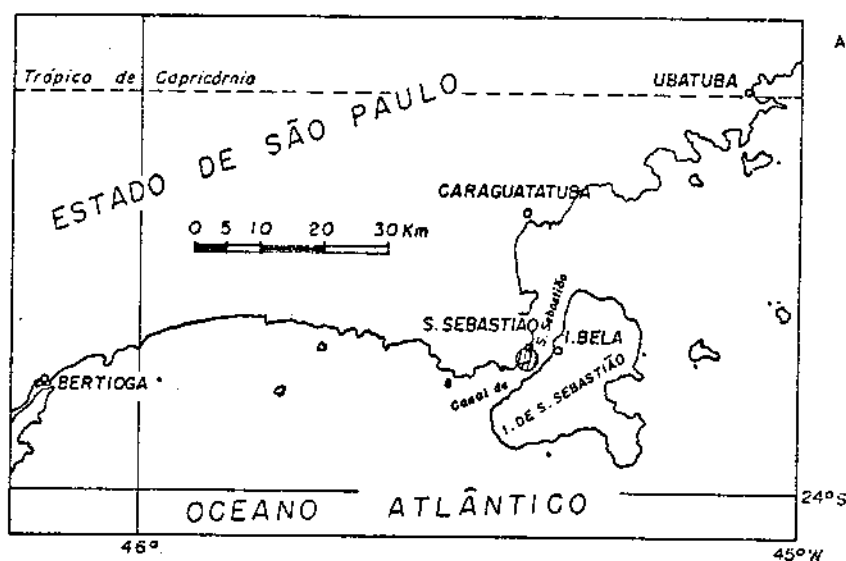 A
Trópico de Capricórnia
UBATUBA
ESTADO DE SÃO PAULO
CARAGUATATUBA
0 5 10 20 30 Km
S. SEBASTIÃO
Canal de S. Sebastião
I. BELA
I. DE S. SEBASTIÃO
BERTIOGA
24° S
OCEANO ATLÂNTICO
46°
45° W